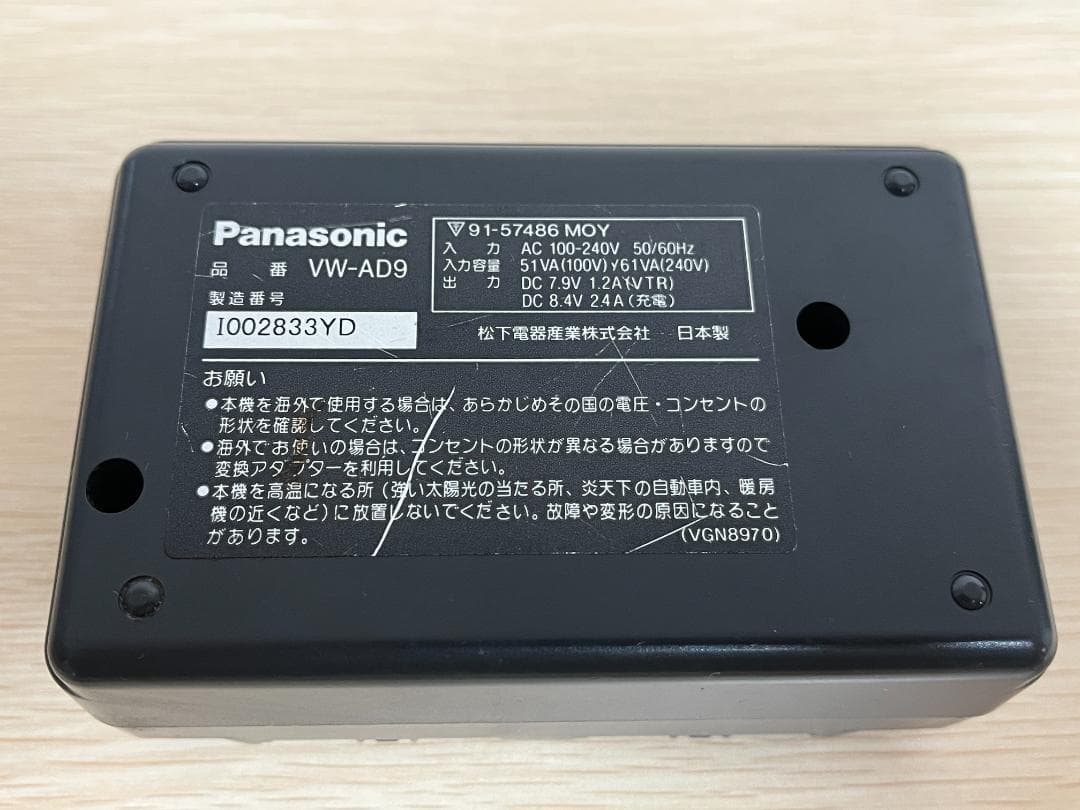 Panasonic
品 番 VW-AD9
製造番号
I002833YD
91-57486 MOY
入 力 AC 100-240V 50/60Hz
入力容量 51VA(100V) 61VA(240V)
出 力 DC 7.9V 1.2A (VTR)
DC 8.4V 2.4A (充電)
松下電器産業株式会社 日本製
お願い
●本機を海外で使用する場合は、あらかじめその国の電圧・コンセントの
形状を確認してください。
●海外でお使いの場合は、コンセントの形状が異なる場合がありますので
変換アダプターを利用してください。
●本機を高温になる所(強い太陽光の当たる所、炎天下の自動車内、暖房
機の近くなど)に放置しないでください。故障や変形の原因になること
があります。
(VGN8970)